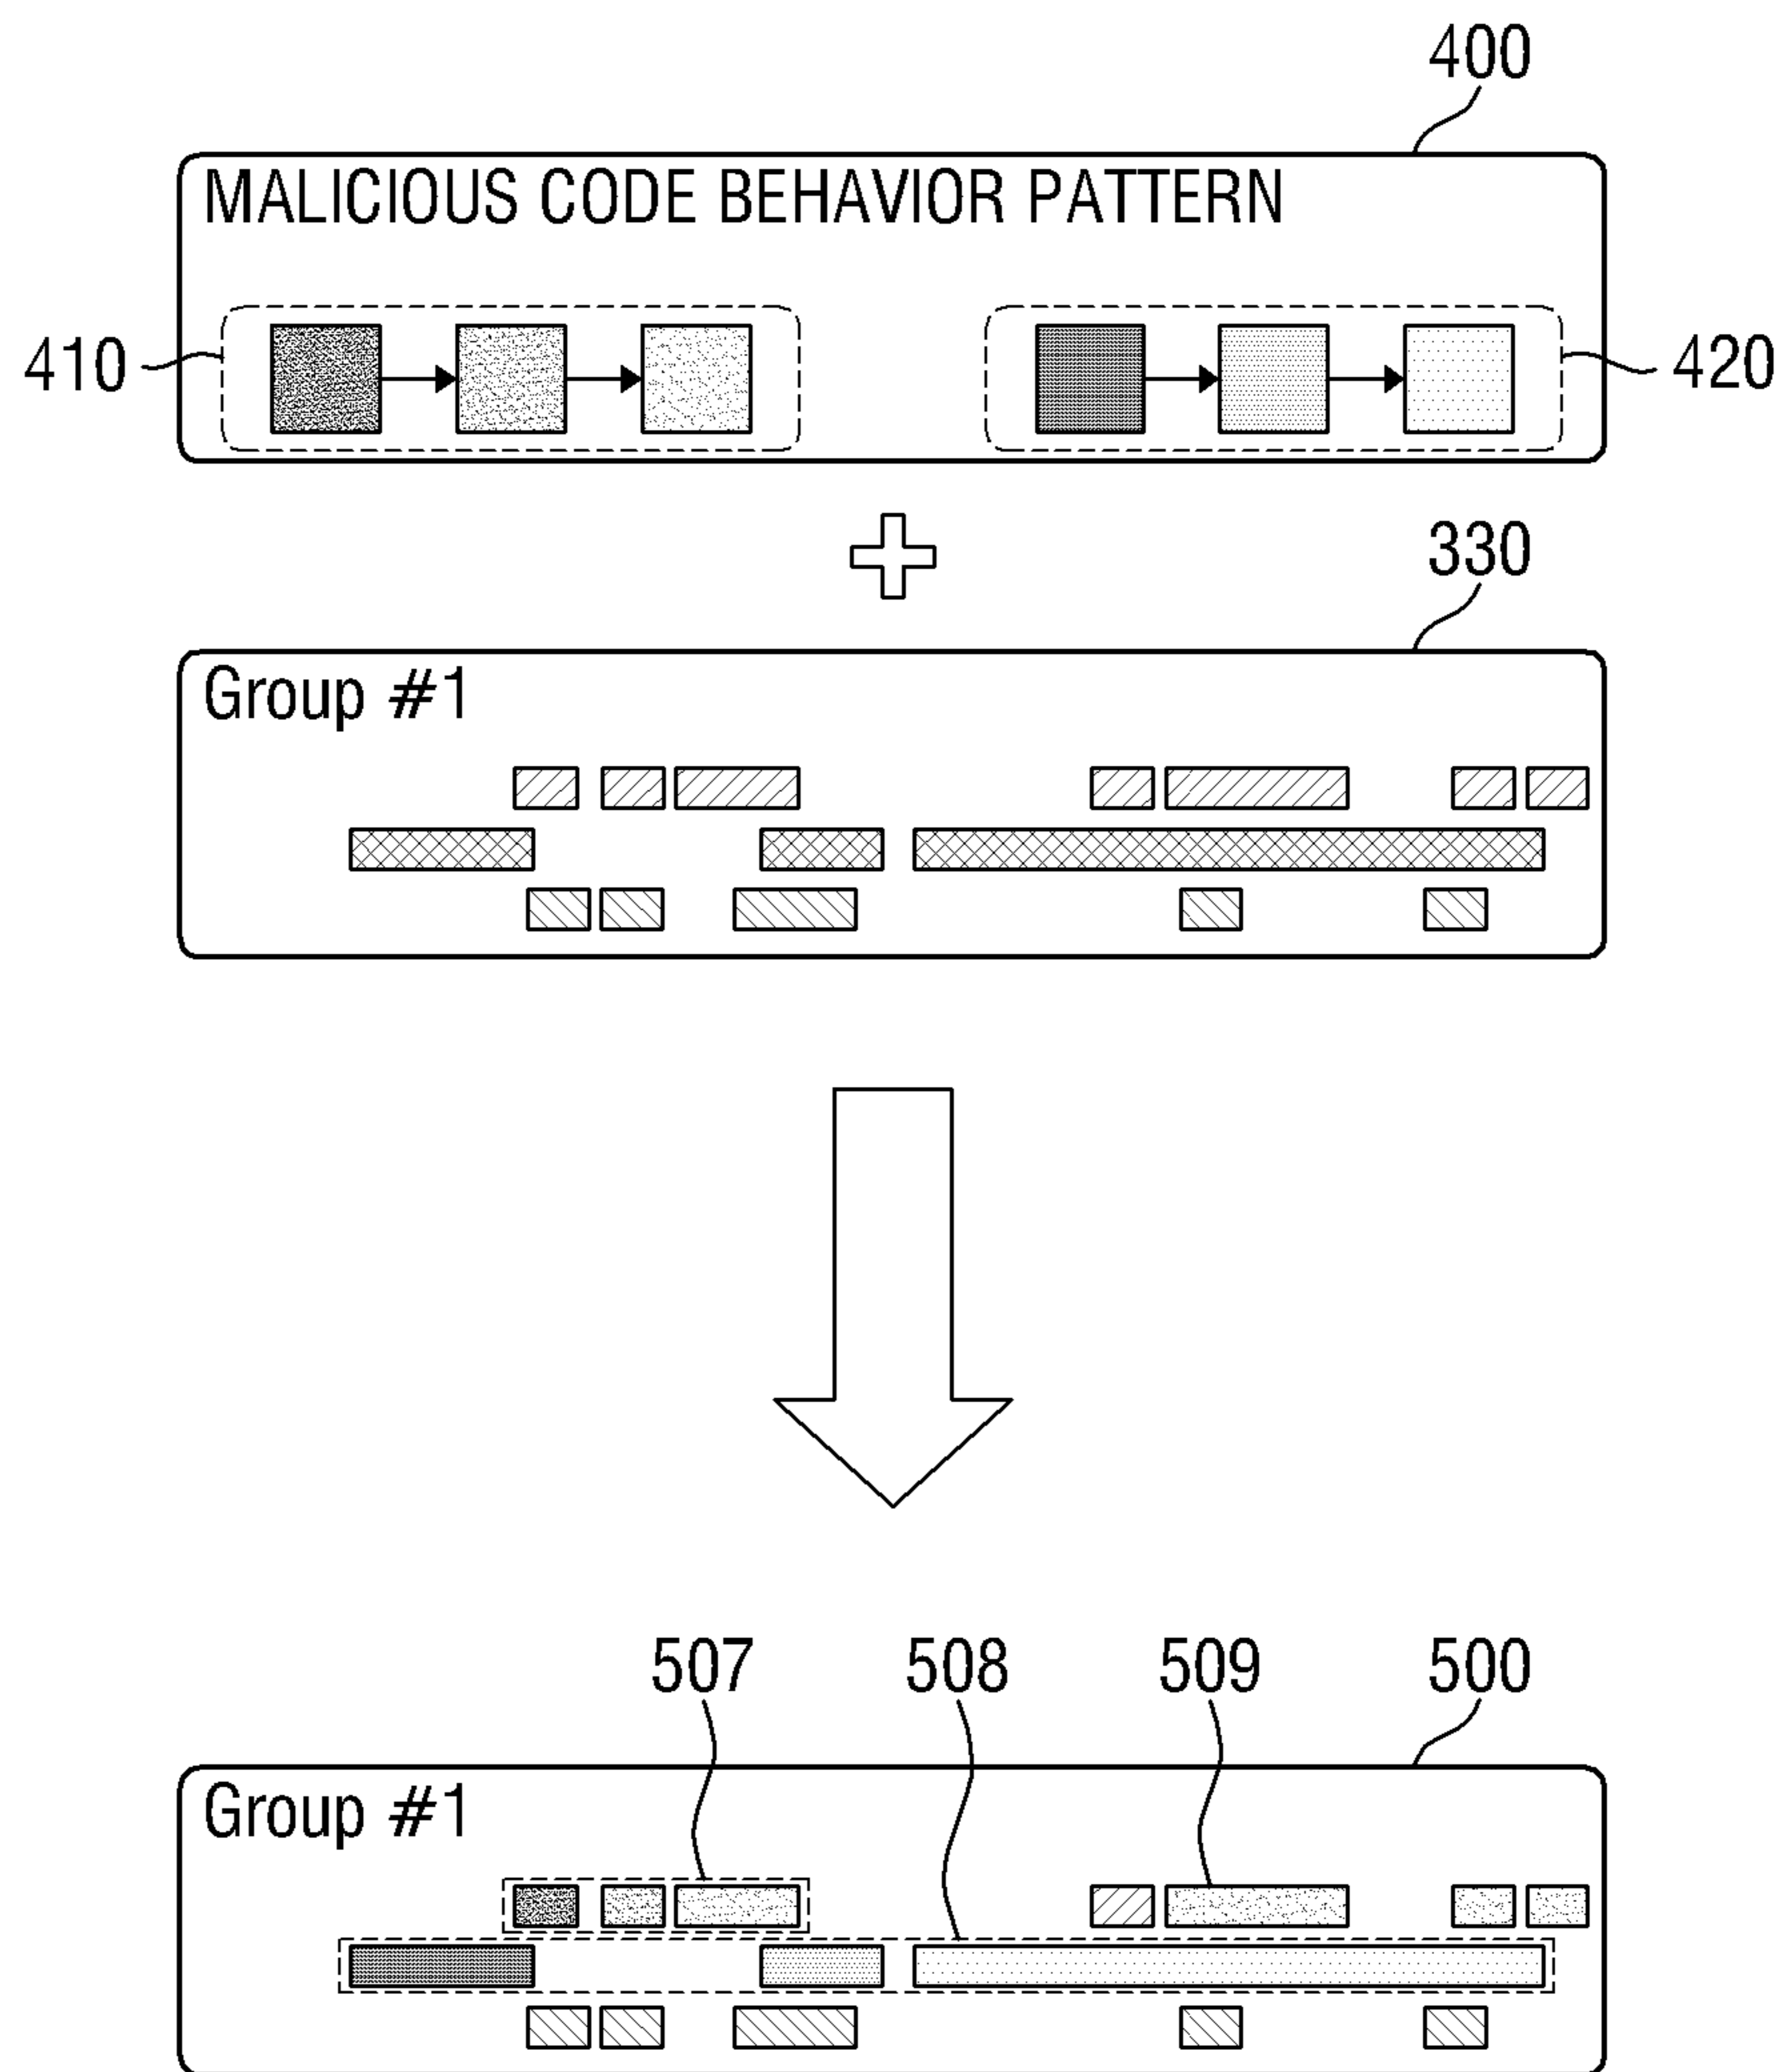 400
MALICIOUS CODE BEHAVIOR PATTERN
410
420
330
Group #1
507 508 509 500
Group #1